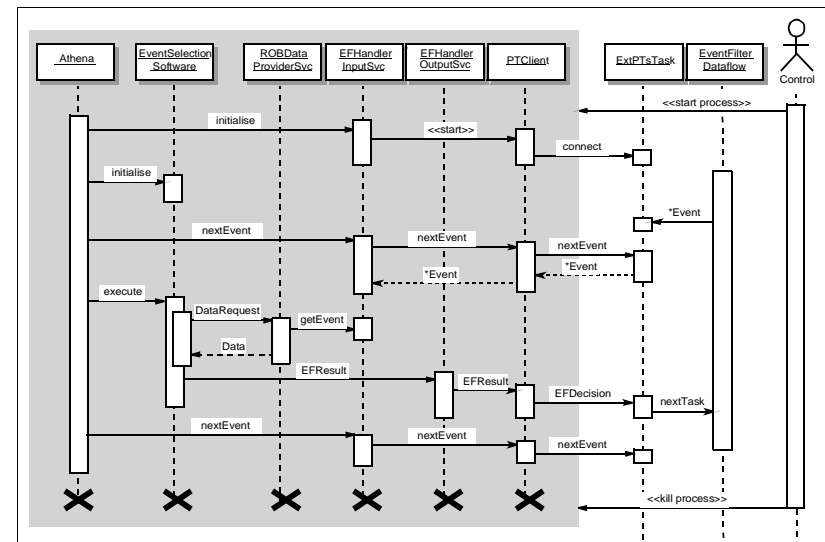 Athena
EventSelection
Software
ROBData
ProviderSvc
EFHandler
InputSvc
EFHandler
OutputSvc
PTClient
ExtPTsTask
EventFilter
Dataflow
Control
<<start process>>
initialise
<<start>>
connect
initialise
*Event
nextEvent
nextEvent
nextEvent
*Event
*Event
execute
DataRequest
getEvent
Data
EFResult
EFResult
EFDecision
nextTask
nextEvent
nextEvent
nextEvent
<<kill process>>